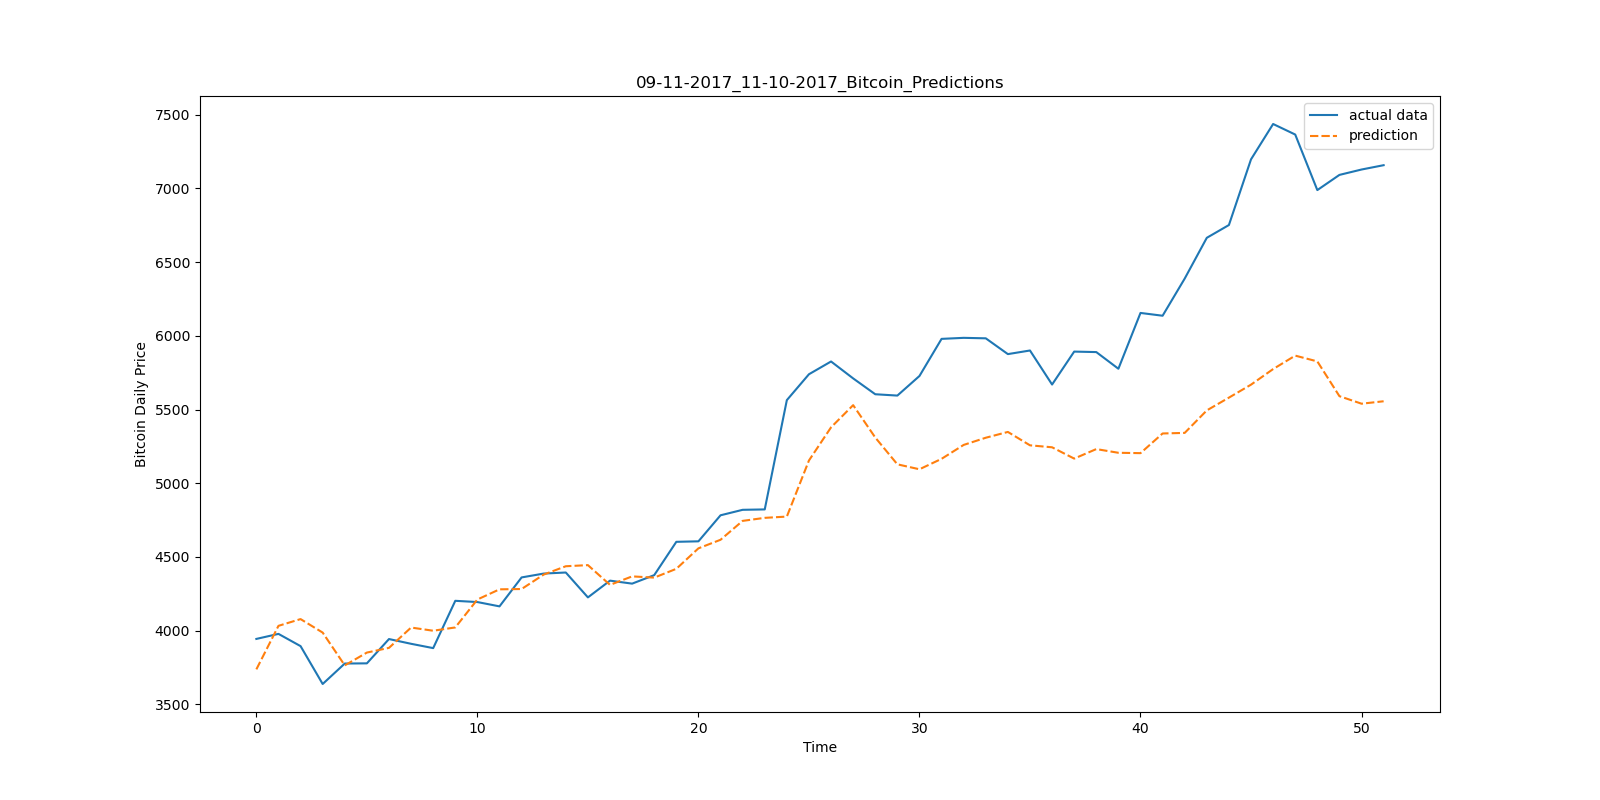 09-11-2017_11-10-2017_Bitcoin_Predictions
actual data
prediction
Bitcoin Daily Price
7500
7000
6500
6000
5500
5000
4500
4000
3500
0 10 20 30 40 50
Time